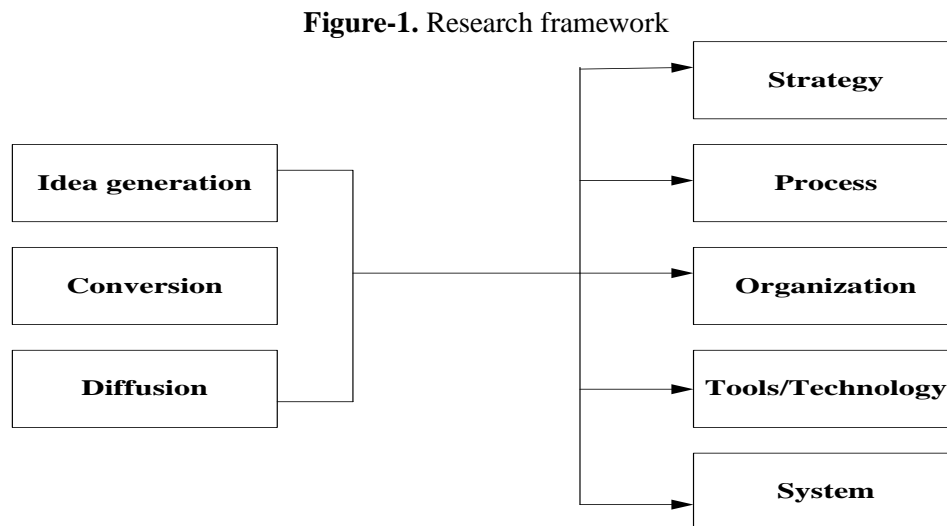 Figure-1. Research framework
Strategy
Idea generation
Process
Conversion
Organization
Diffusion
Tools/Technology
System